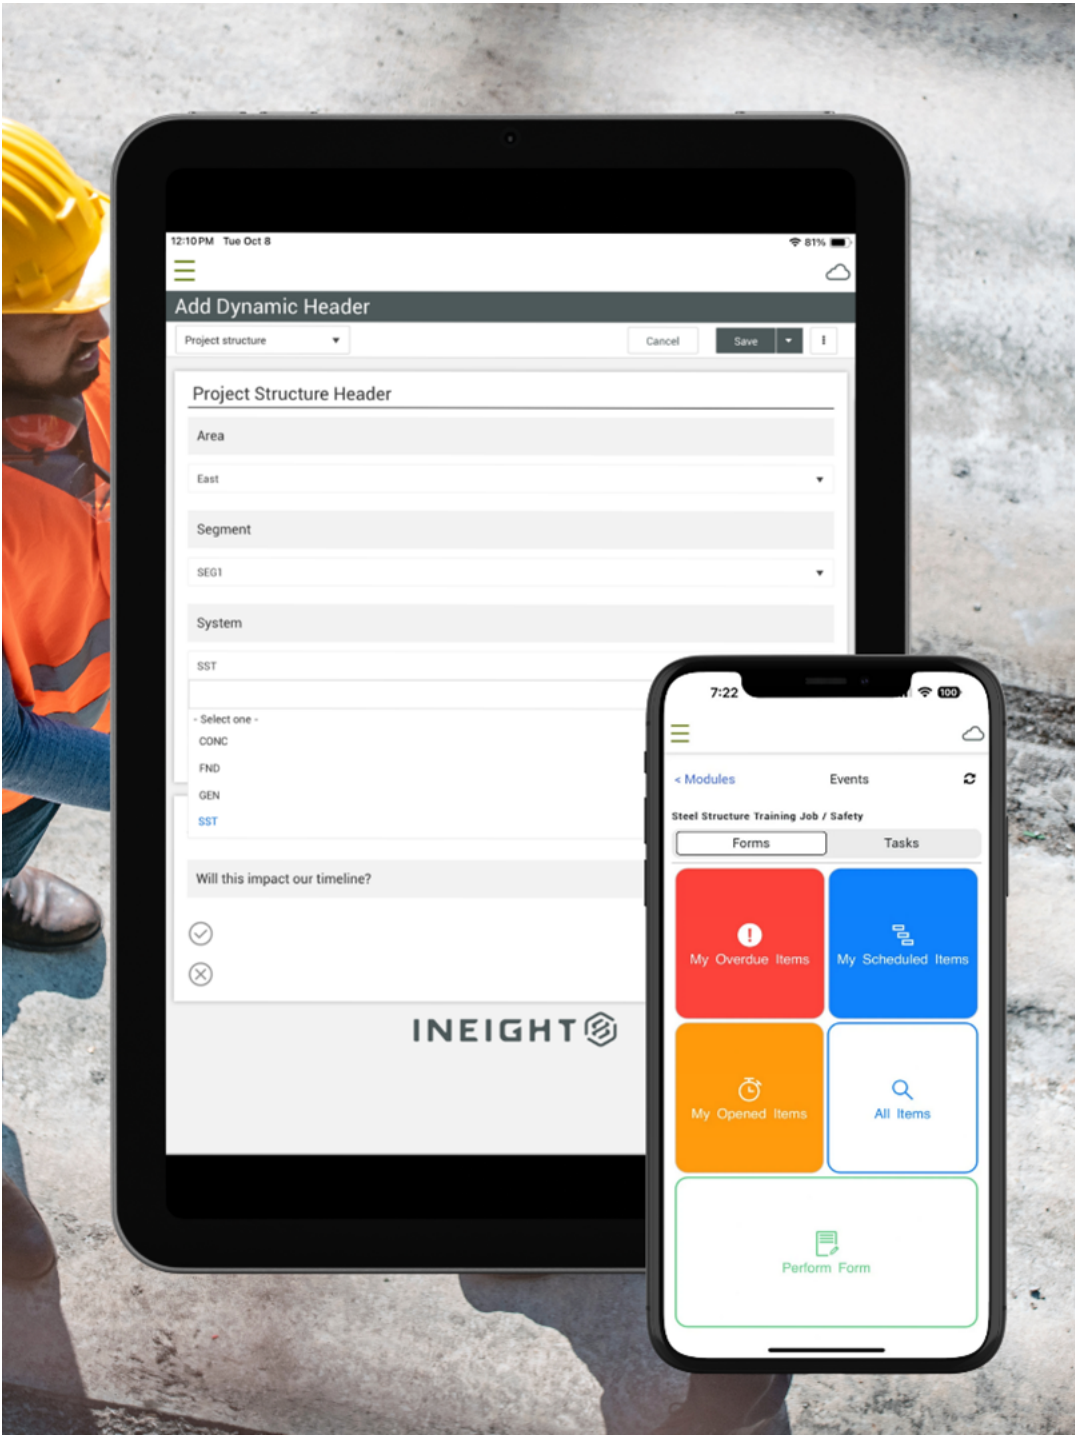 12:10 PM Tue Oct 8
81%
Add Dynamic Header
Project structure
Cancel
Save
Project Structure Header
Area
East
Segment
SEG1
System
SST
- Select one -
CONC
FND
GEN
SST
Will this impact our timeline?
INEIGHT
7:22
100
< Modules
Events
Steel Structure Training Job / Safety
Forms
Tasks
My Overdue Items
My Scheduled Items
My Opened Items
All Items
Perform Form